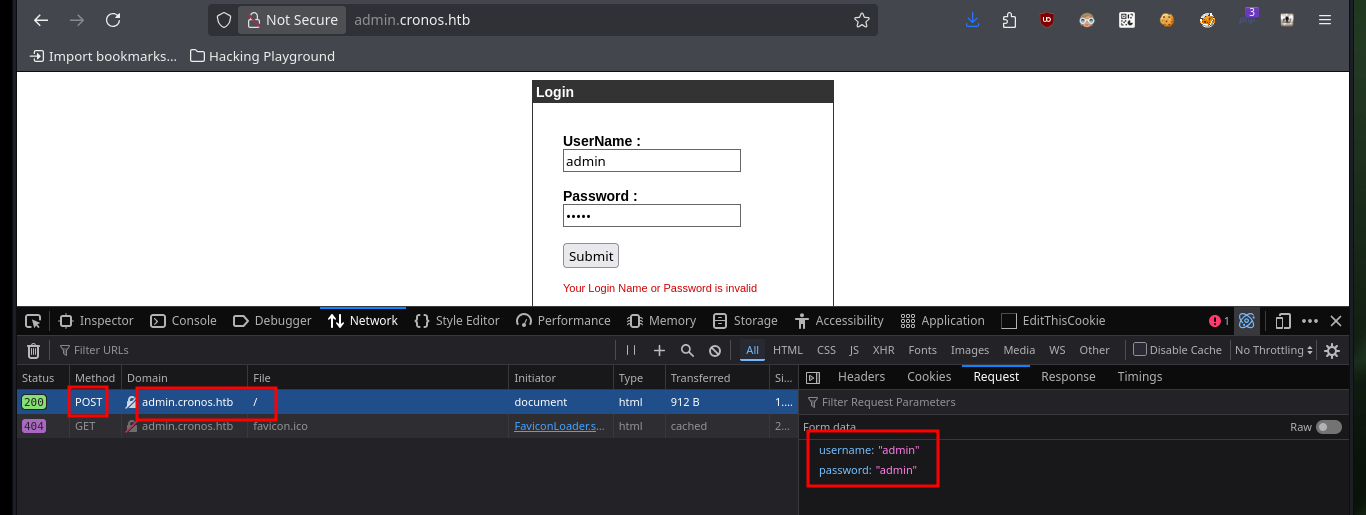 Not Secure admin.cronos.htb 3
Import bookmarks... Hacking Playground
Login
UserName :
admin
Password :
•••••
Submit
Your Login Name or Password is invalid
Inspector Console Debugger Network Style Editor Performance Memory Storage Accessibility Application EditThisCookie 1
Filter URLs All HTML CSS JS XHR Fonts Images Media WS Other Disable Cache No Throttling
Status Method Domain File Initiator Type Transferred Si... Headers Cookies Request Response Timings
200 POST admin.cronos.htb / document html 912 B 1.... Filter Request Parameters
404 GET admin.cronos.htb favicon.ico FaviconLoader.s... html cached 2... Form data Raw
username: "admin"
password: "admin"